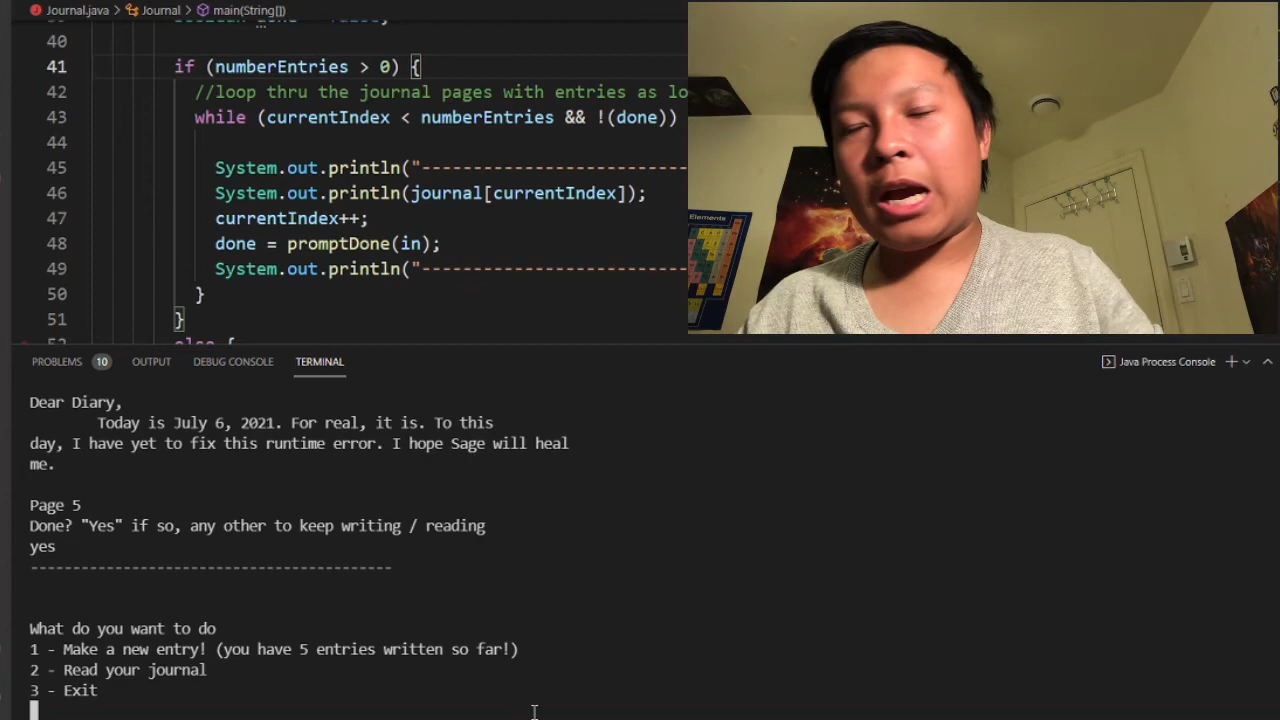 Journal.java > Journal > main(String[])
40
41 if (numberEntries > 0) {
42 //loop thru the journal pages with entries as lo
43 while (currentIndex < numberEntries && !(done))
44
45 System.out.println("--------------------------------
46 System.out.println(journal[currentIndex]);
47 currentIndex++;
48 done = promptDone(in);
49 System.out.println("--------------------------------
50 }
51 }
else {
Elements
PROBLEMS 10 OUTPUT DEBUG CONSOLE TERMINAL Java Process Console
Dear Diary,
Today is July 6, 2021. For real, it is. To this
day, I have yet to fix this runtime error. I hope Sage will heal
me.
Page 5
Done? "Yes" if so, any other to keep writing / reading
yes
-------------------------------------------
What do you want to do
1 - Make a new entry! (you have 5 entries written so far!)
2 - Read your journal
3 - Exit